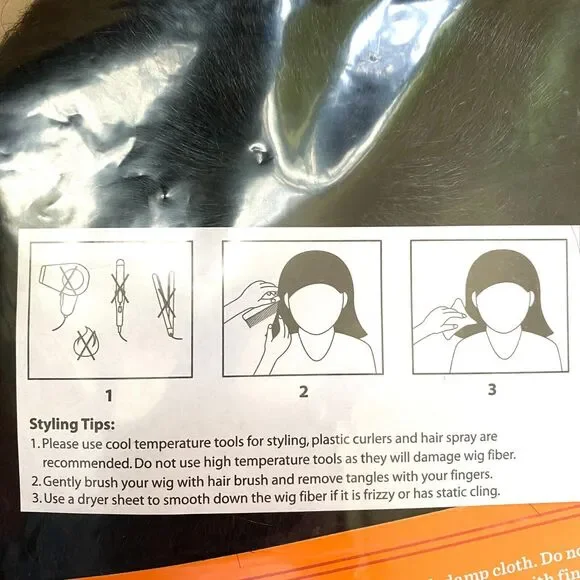 1
2
3
Styling Tips:
1.Please use cool temperature tools for styling, plastic curlers and hair spray are
recommended. Do not use high temperature tools as they will damage wig fiber.
2.Gently brush your wig with hair brush and remove tangles with your fingers.
3.Use a dryer sheet to smooth down the wig fiber if it is frizzy or has static cling.
cloth. Do
with